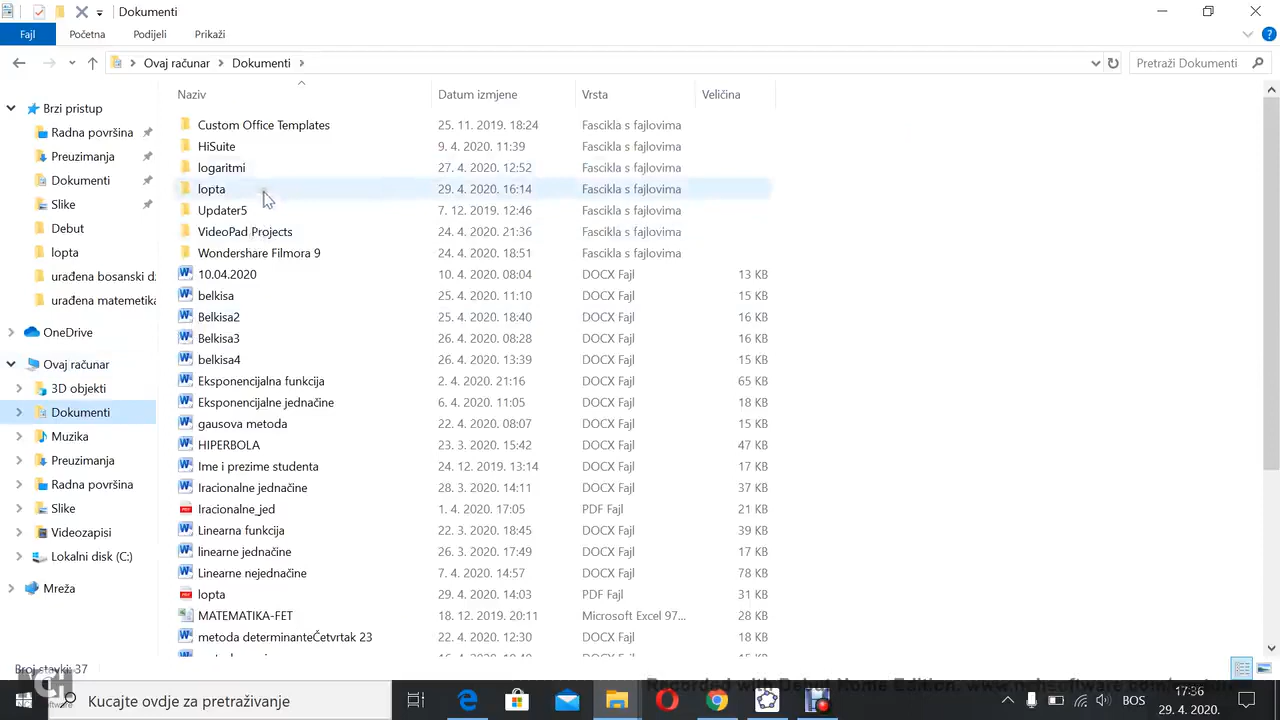 Dokumenti
Fajl Početna Podijeli Prikaži
Ovaj računar Dokumenti Pretraži Dokumenti
Naziv Datum izmjene Vrsta Veličina
Brzi pristup
Radna površina
Preuzimanja
Dokumenti
Slike
Debut
lopta
urađena bosanski dz
urađena matemetika
OneDrive
Ovaj računar
3D objekti
Dokumenti
Muzika
Preuzimanja
Radna površina
Slike
Videozapisi
Lokalni disk (C:)
Mreža
Custom Office Templates 25. 11. 2019. 18:24 Fascikla s fajlovima
HiSuite 9. 4. 2020. 11:39 Fascikla s fajlovima
logaritmi 27. 4. 2020. 12:52 Fascikla s fajlovima
lopta 29. 4. 2020. 16:14 Fascikla s fajlovima
Updater5 7. 12. 2019. 12:46 Fascikla s fajlovima
VideoPad Projects 24. 4. 2020. 21:36 Fascikla s fajlovima
Wondershare Filmora 9 24. 4. 2020. 18:51 Fascikla s fajlovima
10.04.2020 10. 4. 2020. 08:04 DOCX Fajl 13 KB
belkisa 25. 4. 2020. 11:10 DOCX Fajl 15 KB
Belkisa2 25. 4. 2020. 18:40 DOCX Fajl 16 KB
Belkisa3 26. 4. 2020. 08:28 DOCX Fajl 16 KB
belkisa4 26. 4. 2020. 13:39 DOCX Fajl 15 KB
Eksponencijalna funkcija 2. 4. 2020. 21:16 DOCX Fajl 65 KB
Eksponencijalne jednačine 6. 4. 2020. 11:05 DOCX Fajl 18 KB
gausova metoda 22. 4. 2020. 08:07 DOCX Fajl 15 KB
HIPERBOLA 23. 3. 2020. 15:42 DOCX Fajl 47 KB
Ime i prezime studenta 24. 12. 2019. 13:14 DOCX Fajl 17 KB
Iracionalne jednačine 28. 3. 2020. 14:11 DOCX Fajl 37 KB
Iracionalne_jed 1. 4. 2020. 17:05 PDF Fajl 21 KB
Linearna funkcija 22. 3. 2020. 18:45 DOCX Fajl 39 KB
linearne jednačine 26. 3. 2020. 17:49 DOCX Fajl 17 KB
Linearne nejednačine 7. 4. 2020. 14:57 DOCX Fajl 78 KB
lopta 29. 4. 2020. 14:03 PDF Fajl 31 KB
MATEMATIKA-FET 18. 12. 2019. 20:11 Microsoft Excel 97... 28 KB
metoda determinanteČetvrtak 23 22. 4. 2020. 12:30 DOCX Fajl 18 KB
Broj stavki: 37
Recorded with Debut Home Edition. www.nchsoftware.com
Kucajte ovdje za pretraživanje
BOS
17:36
29. 4. 2020.